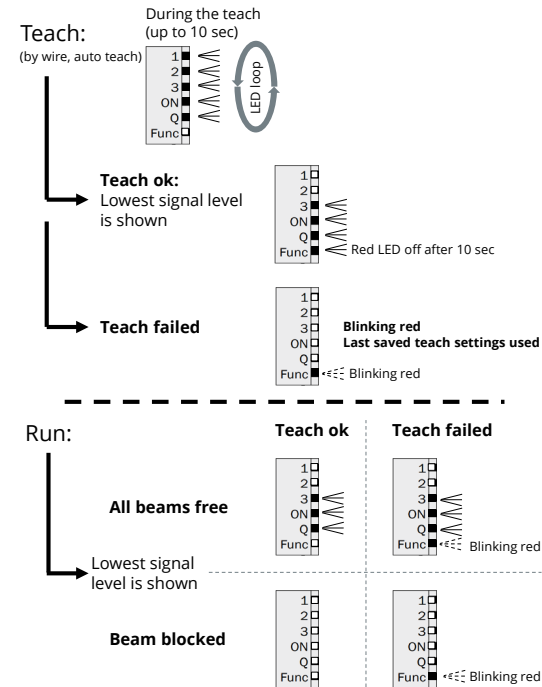 Teach:
(by wire, auto teach)
During the teach
(up to 10 sec)
1
2
3
ON
Q
Func
LED loop
Teach ok:
Lowest signal level
is shown
1
2
3
ON
Q
Func
Red LED off after 10 sec
Teach failed
1
2
3
ON
Q
Func
Blinking red
Last saved teach settings used
Blinking red
Run:
Teach ok
Teach failed
All beams free
1
2
3
ON
Q
Func
1
2
3
ON
Q
Func
Blinking red
Lowest signal
level is shown
Beam blocked
1
2
3
ON
Q
Func
1
2
3
ON
Q
Func
Blinking red